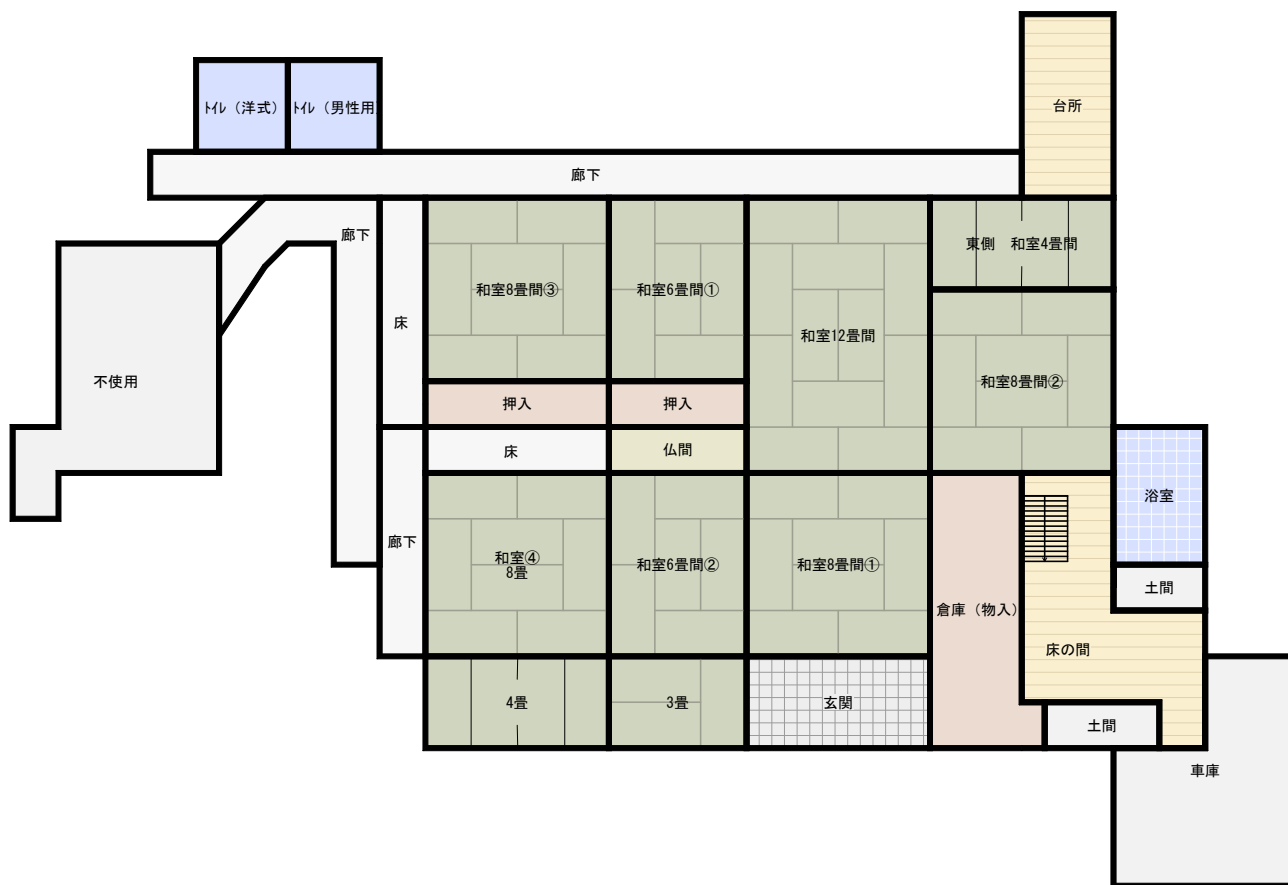 台所
ﾄｲﾚ（洋式）
ﾄｲﾚ（男性用
廊下
廊下
東側　和室4畳間
和室8畳間③
和室6畳間①
床
和室12畳間
不使用
和室8畳間②
押入
押入
床
仏間
浴室
廊下
和室④
8畳
和室6畳間②
和室8畳間①
土間
倉庫（物入）
床の間
4畳
3畳
玄関
土間
車庫